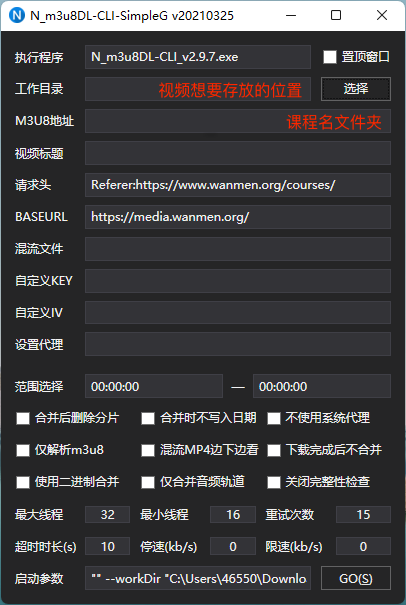 N_m3u8DL-CLI-SimpleG v20210325
执行程序 N_m3u8DL-CLI_v2.9.7.exe 置顶窗口
工作目录 视频想要存放的位置 选择
M3U8地址 课程名文件夹
视频标题
请求头 Referer:https://www.wanmen.org/courses/
BASEURL https://media.wanmen.org/
混流文件
自定义KEY
自定义IV
设置代理
范围选择 00:00:00 — 00:00:00
合并后删除分片 合并时不写入日期 不使用系统代理
仅解析m3u8 混流MP4边下边看 下载完成后不合并
使用二进制合并 仅合并音频轨道 关闭完整性检查
最大线程 32 最小线程 16 重试次数 15
超时时长(s) 10 停速(kb/s) 0 限速(kb/s) 0
启动参数 "" --workDir "C:\Users\46550\Downlo GO(S)